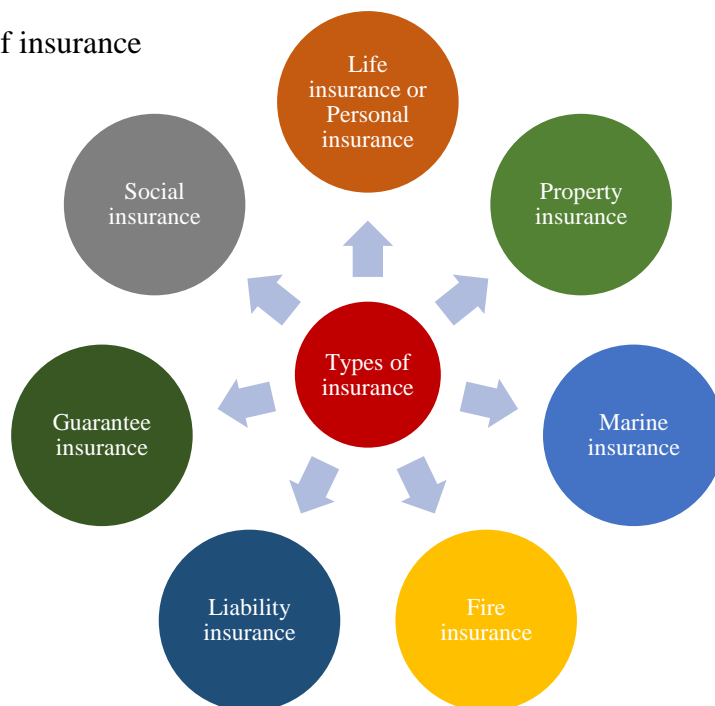 f insurance
Life
insurance or
Personal
insurance
Social
insurance
Property
insurance
Types of
insurance
Guarantee
insurance
Marine
insurance
Liability
insurance
Fire
insurance